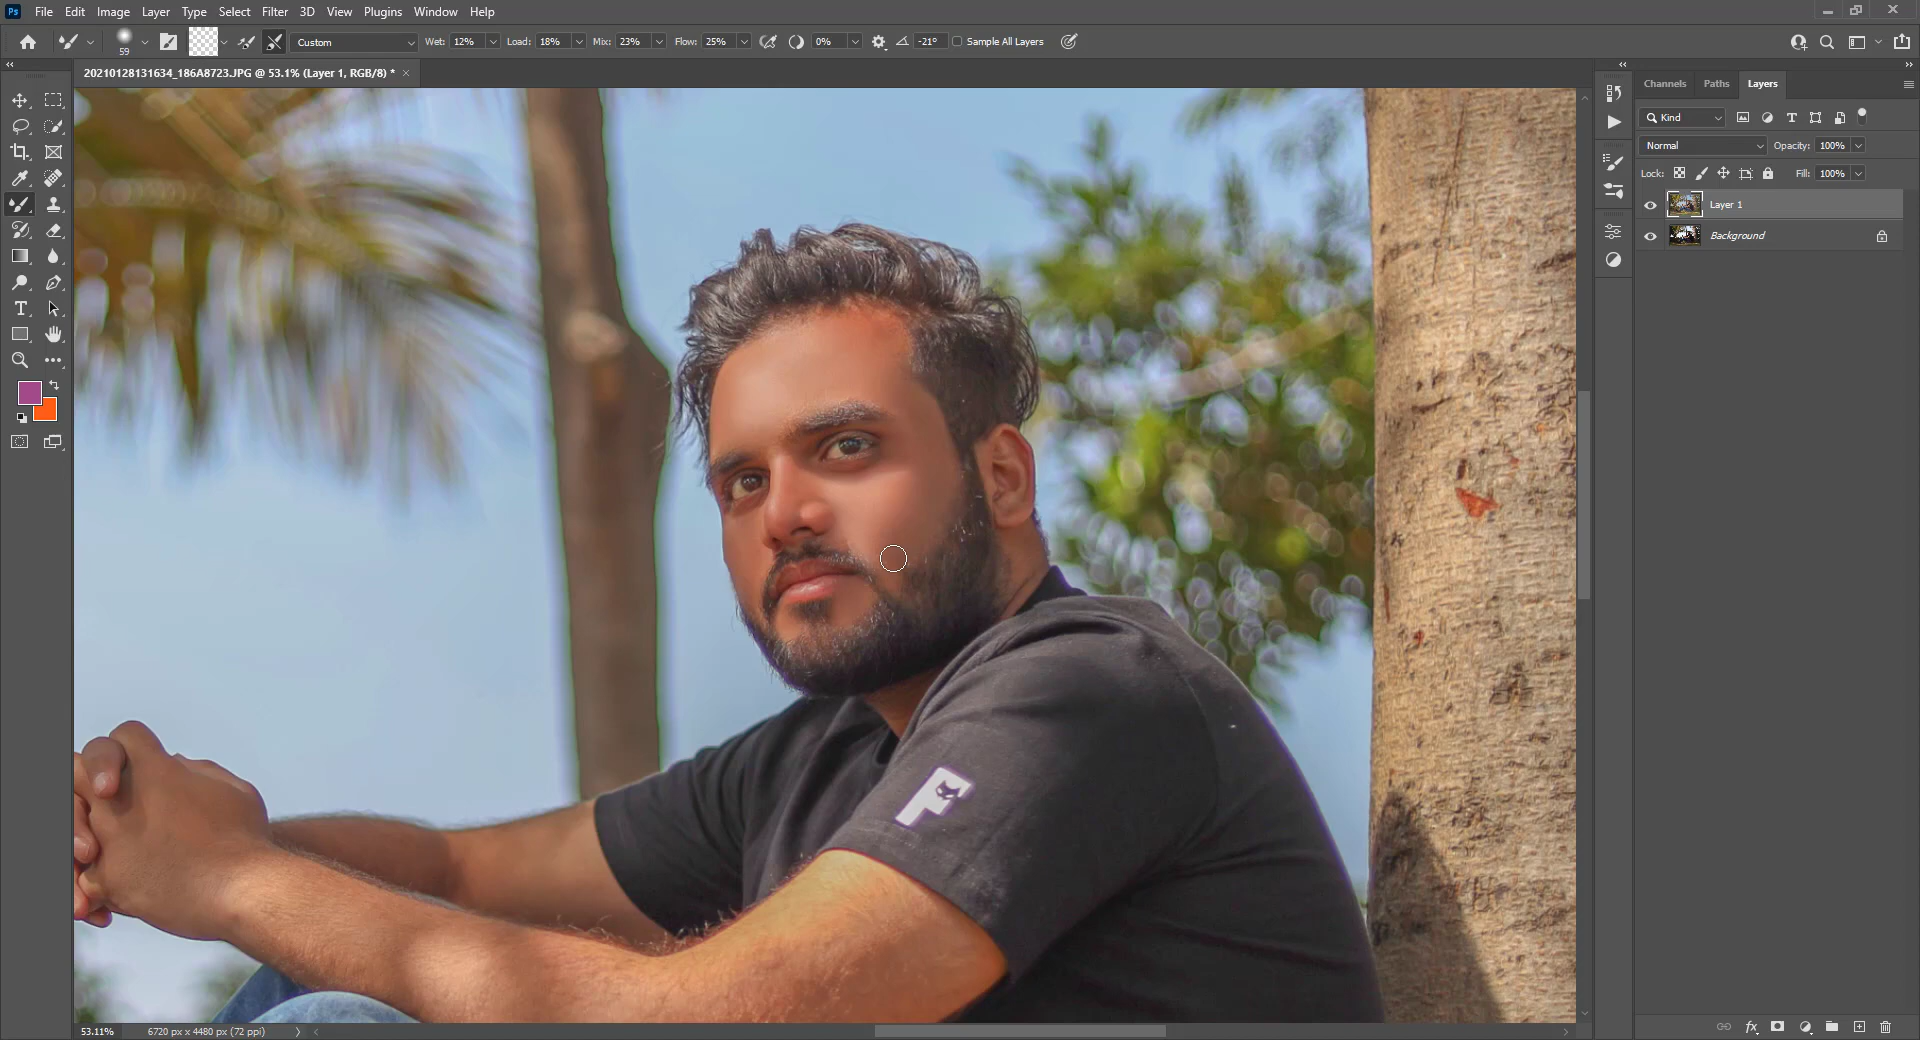 Ps File Edit Image Layer Type Select Filter 3D View Plugins Window Help
59 Custom Wet: 12% Load: 18% Mix: 23% Flow: 25% 0% -21° Sample All Layers
20210128131634_186A8723.JPG @ 53.1% (Layer 1, RGB/8) * ×
Channels Paths Layers
Kind
Normal Opacity: 100%
Lock: Fill: 100%
Layer 1
Background
F
53.11% 6720 px x 4480 px (72 ppi)
fx